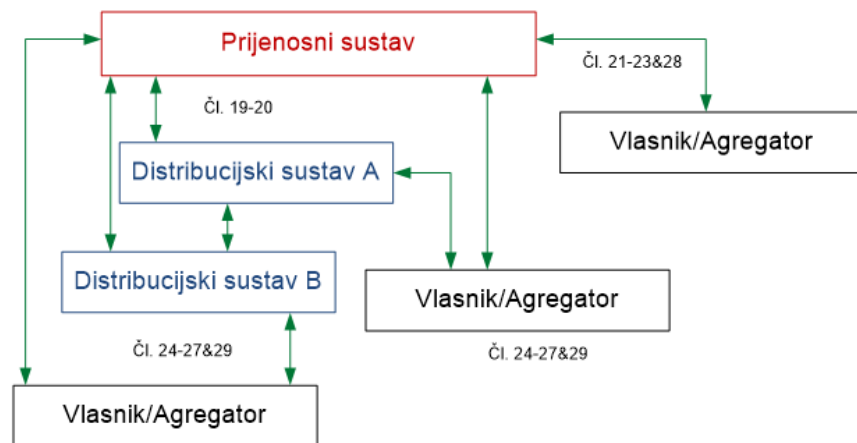 Prijenosni sustav
Čl. 21-23&28
Čl. 19-20
Vlasnik/Agregator
Distribucijski sustav A
Distribucijski sustav B
Vlasnik/Agregator
Čl. 24-27&29
Čl. 24-27&29
Vlasnik/Agregator